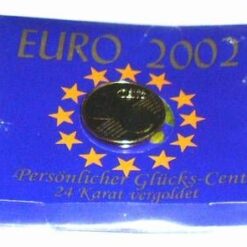 EURO 2002
Persönlicher Glücks-Cent
24 Karat vergoldet